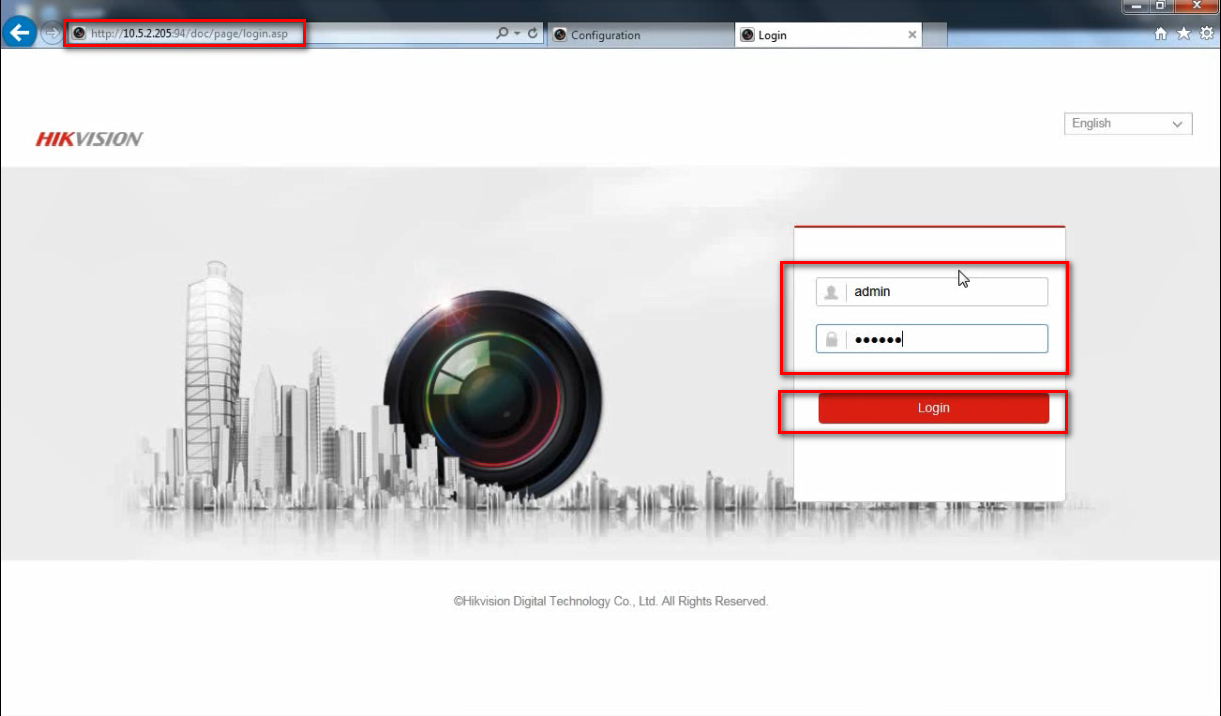 http://10.5.2.205:94/doc/page/login.asp
Configuration
Login
English
HIKVISION
admin
Login
©Hikvision Digital Technology Co., Ltd. All Rights Reserved.